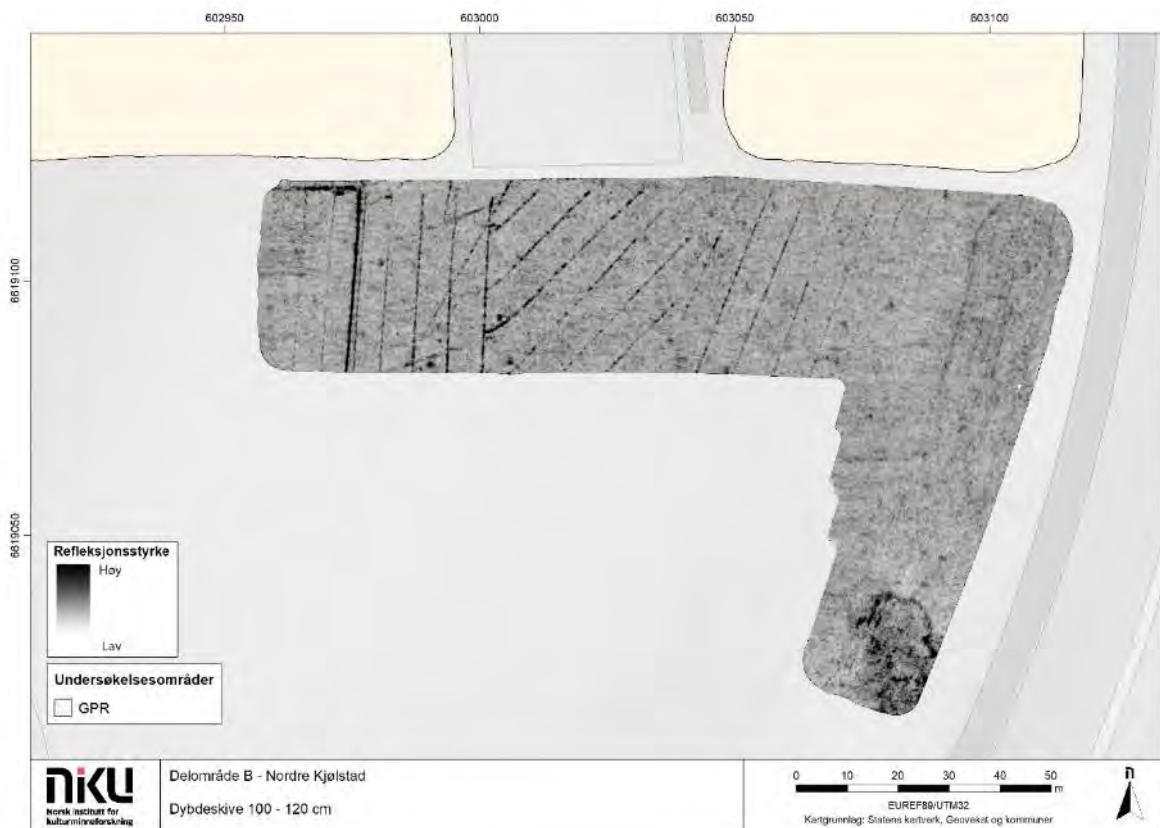 602950 603000 603050 603100
6619100
6619050
Refleksjonsstyrke
Høy
Lav
Undersøkelsesområder
GPR
NIKU
Norsk institutt for
kulturminneforskning
Delområde B - Nordre Kjølstad
Dybdeskive 100 - 120 cm
0 10 20 30 40 50
m
EUREF89/UTM32
Kartgrunnlag: Statens kartverk, Geovekst og kommuner
n